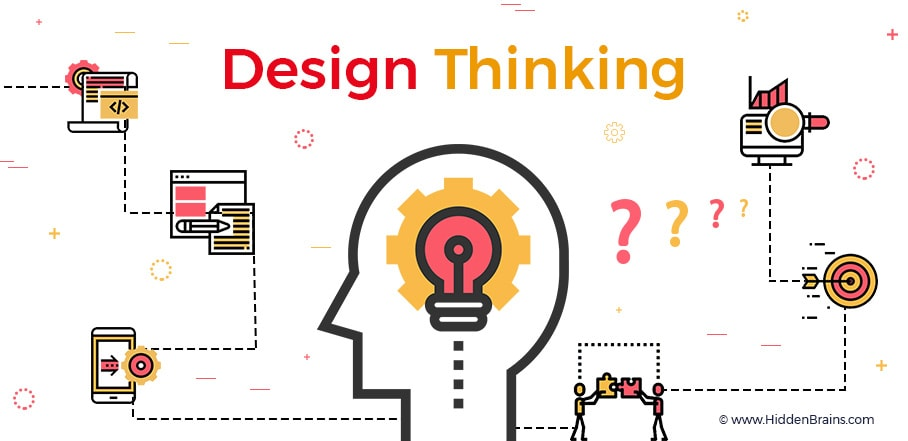 Design Thinking
</>
? ? ? ?
© www.HiddenBrains.com